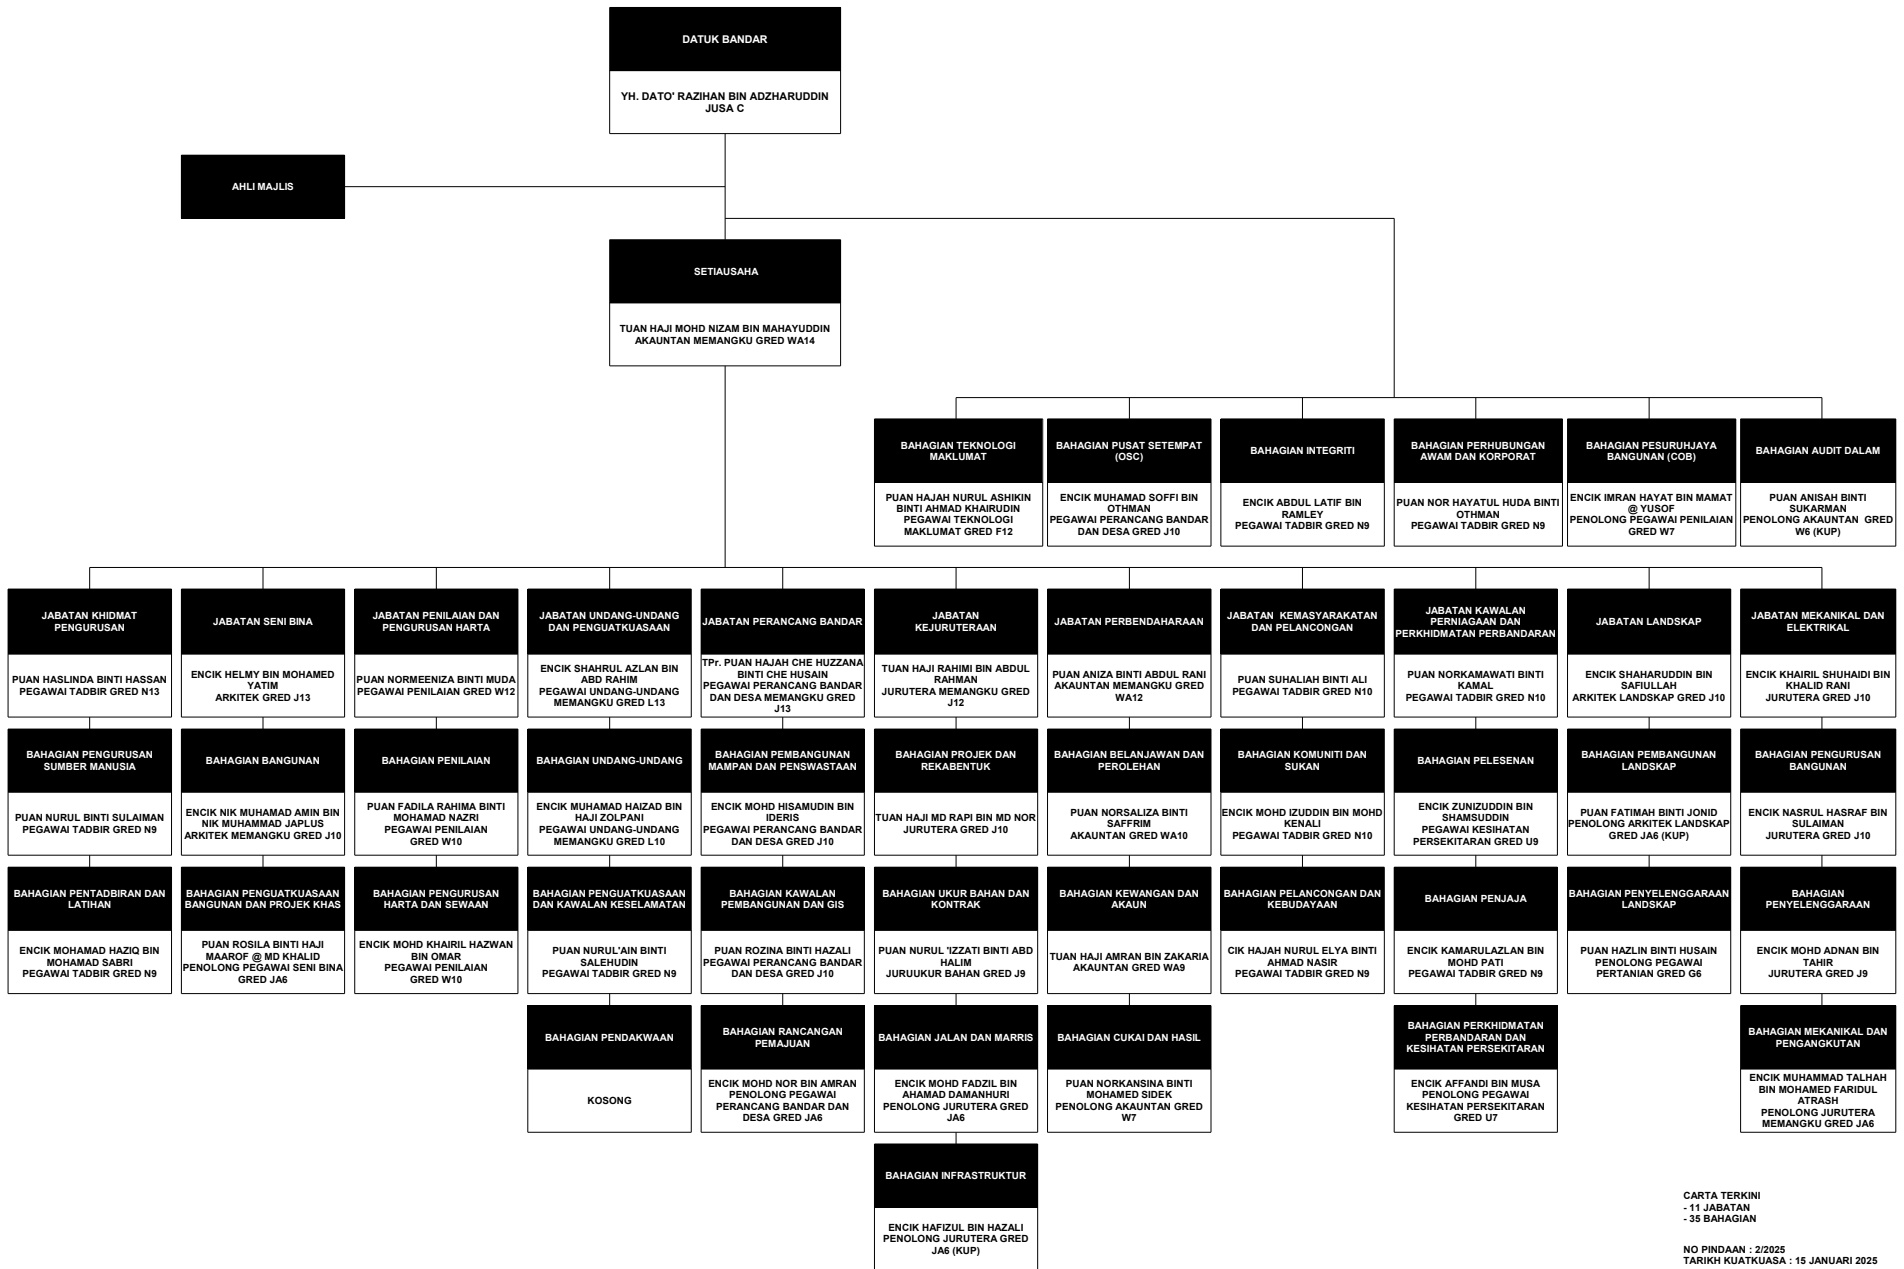 DATUK BANDAR
YH. DATO' RAZIHAN BIN ADZHARUDDIN
JUSA C
AHLI MAJLIS
SETIAUSAHA
TUAN HAJI MOHD NIZAM BIN MAHAYUDDIN
AKAUNTAN MEMANGKU GRED WA14
BAHAGIAN TEKNOLOGI
MAKLUMAT
PUAN HAJAH NURUL ASHIKIN
BINTI AHMAD KHAIRUDIN
PEGAWAI TEKNOLOGI
MAKLUMAT GRED F12
BAHAGIAN PUSAT SETEMPAT
(OSC)
ENCIK MUHAMAD SOFFI BIN
OTHMAN
PEGAWAI PERANCANG BANDAR
DAN DESA GRED J10
BAHAGIAN INTEGRITI
ENCIK ABDUL LATIF BIN
RAMLEY
PEGAWAI TADBIR GRED N9
BAHAGIAN PERHUBUNGAN
AWAM DAN KORPORAT
PUAN NOR HAYATUL HUDA BINTI
OTHMAN
PEGAWAI TADBIR GRED N9
BAHAGIAN PESURUHJAYA
BANGUNAN (COB)
ENCIK IMRAN HAYAT BIN MAMAT
@ YUSOF
PENOLONG PEGAWAI PENILAIAN
GRED W7
BAHAGIAN AUDIT DALAM
PUAN ANISAH BINTI
SUKARMAN
PENOLONG AKAUNTAN  GRED
W6 (KUP)
JABATAN KHIDMAT
PENGURUSAN
PUAN HASLINDA BINTI HASSAN
PEGAWAI TADBIR GRED N13
JABATAN SENI BINA
ENCIK HELMY BIN MOHAMED
YATIM
ARKITEK GRED J13
JABATAN PENILAIAN DAN
PENGURUSAN HARTA
PUAN NORMEENIZA BINTI MUDA
PEGAWAI PENILAIAN GRED W12
JABATAN UNDANG-UNDANG
DAN PENGUATKUASAAN
ENCIK SHAHRUL AZLAN BIN
ABD RAHIM
PEGAWAI UNDANG-UNDANG
MEMANGKU GRED L13
JABATAN PERANCANG BANDAR
TPr. PUAN HAJAH CHE HUZZANA
BINTI CHE HUSAIN
PEGAWAI PERANCANG BANDAR
DAN DESA MEMANGKU GRED
J13
JABATAN
KEJURUTERAAN
TUAN HAJI RAHIMI BIN ABDUL
RAHMAN
JURUTERA MEMANGKU GRED
J12
JABATAN PERBENDAHARAAN
PUAN ANIZA BINTI ABDUL RANI
AKAUNTAN MEMANGKU GRED
WA12
JABATAN  KEMASYARAKATAN
DAN PELANCONGAN
PUAN SUHALIAH BINTI ALI
PEGAWAI TADBIR GRED N10
JABATAN KAWALAN
PERNIAGAAN DAN
PERKHIDMATAN PERBANDARAN
PUAN NORKAMAWATI BINTI
KAMAL
PEGAWAI TADBIR GRED N10
JABATAN LANDSKAP
ENCIK SHAHARUDDIN BIN
SAFIULLAH
ARKITEK LANDSKAP GRED J10
JABATAN MEKANIKAL DAN
ELEKTRIKAL
ENCIK KHAIRIL SHUHAIDI BIN
KHALID RANI
JURUTERA GRED J10
BAHAGIAN PENGURUSAN
SUMBER MANUSIA
PUAN NURUL BINTI SULAIMAN
PEGAWAI TADBIR GRED N9
BAHAGIAN BANGUNAN
ENCIK NIK MUHAMAD AMIN BIN
NIK MUHAMMAD JAPLUS
ARKITEK MEMANGKU GRED J10
BAHAGIAN PENILAIAN
PUAN FADILA RAHIMA BINTI
MOHAMAD NAZRI
PEGAWAI PENILAIAN
GRED W10
BAHAGIAN UNDANG-UNDANG
ENCIK MUHAMAD HAIZAD BIN
HAJI ZOLPANI
PEGAWAI UNDANG-UNDANG
MEMANGKU GRED L10
BAHAGIAN PEMBANGUNAN
MAMPAN DAN PENSWASTAAN
ENCIK MOHD HISAMUDIN BIN
IDERIS
PEGAWAI PERANCANG BANDAR
DAN DESA GRED J10
BAHAGIAN PROJEK DAN
REKABENTUK
TUAN HAJI MD RAPI BIN MD NOR
JURUTERA GRED J10
BAHAGIAN BELANJAWAN DAN
PEROLEHAN
PUAN NORSALIZA BINTI
SAFFRIM
AKAUNTAN GRED WA10
BAHAGIAN KOMUNITI DAN
SUKAN
ENCIK MOHD IZUDDIN BIN MOHD
KENALI
PEGAWAI TADBIR GRED N10
BAHAGIAN PELESENAN
ENCIK ZUNIZUDDIN BIN
SHAMSUDDIN
PEGAWAI KESIHATAN
PERSEKITARAN GRED U9
BAHAGIAN PEMBANGUNAN
LANDSKAP
PUAN FATIMAH BINTI JONID
PENOLONG ARKITEK LANDSKAP
GRED JA6 (KUP)
BAHAGIAN PENGURUSAN
BANGUNAN
ENCIK NASRUL HASRAF BIN
SULAIMAN
JURUTERA GRED J10
BAHAGIAN PENTADBIRAN DAN
LATIHAN
ENCIK MOHAMAD HAZIQ BIN
MOHAMAD SABRI
PEGAWAI TADBIR GRED N9
BAHAGIAN PENGUATKUASAAN
BANGUNAN DAN PROJEK KHAS
PUAN ROSILA BINTI HAJI
MAAROF @ MD KHALID
PENOLONG PEGAWAI SENI BINA
GRED JA6
BAHAGIAN PENGURUSAN
HARTA DAN SEWAAN
ENCIK MOHD KHAIRIL HAZWAN
BIN OMAR
PEGAWAI PENILAIAN
GRED W10
BAHAGIAN PENGUATKUASAAN
DAN KAWALAN KESELAMATAN
PUAN NURUL'AIN BINTI
SALEHUDIN
PEGAWAI TADBIR GRED N9
BAHAGIAN KAWALAN
PEMBANGUNAN DAN GIS
PUAN ROZINA BINTI HAZALI
PEGAWAI PERANCANG BANDAR
DAN DESA GRED J10
BAHAGIAN UKUR BAHAN DAN
KONTRAK
PUAN NURUL 'IZZATI BINTI ABD
HALIM
JURUUKUR BAHAN GRED J9
BAHAGIAN KEWANGAN DAN
AKAUN
TUAN HAJI AMRAN BIN ZAKARIA
AKAUNTAN GRED WA9
BAHAGIAN PELANCONGAN DAN
KEBUDAYAAN
CIK HAJAH NURUL ELYA BINTI
AHMAD NASIR
PEGAWAI TADBIR GRED N9
BAHAGIAN PENJAJA
ENCIK KAMARULAZLAN BIN
MOHD PATI
PEGAWAI TADBIR GRED N9
BAHAGIAN PENYELENGGARAAN
LANDSKAP
PUAN HAZLIN BINTI HUSAIN
PENOLONG PEGAWAI
PERTANIAN GRED G6
BAHAGIAN
PENYELENGGARAAN
ENCIK MOHD ADNAN BIN
TAHIR
JURUTERA GRED J9
BAHAGIAN PENDAKWAAN
KOSONG
BAHAGIAN RANCANGAN
PEMAJUAN
ENCIK MOHD NOR BIN AMRAN
PENOLONG PEGAWAI
PERANCANG BANDAR DAN
DESA GRED JA6
BAHAGIAN JALAN DAN MARRIS
ENCIK MOHD FADZIL BIN
AHAMAD DAMANHURI
PENOLONG JURUTERA GRED
JA6
BAHAGIAN CUKAI DAN HASIL
PUAN NORKANSINA BINTI
MOHAMED SIDEK
PENOLONG AKAUNTAN GRED
W7
BAHAGIAN PERKHIDMATAN
PERBANDARAN DAN
KESIHATAN PERSEKITARAN
ENCIK AFFANDI BIN MUSA
PENOLONG PEGAWAI
KESIHATAN PERSEKITARAN
GRED U7
BAHAGIAN MEKANIKAL DAN
PENGANGKUTAN
ENCIK MUHAMMAD TALHAH
BIN MOHAMED FARIDUL
ATRASH
PENOLONG JURUTERA
MEMANGKU GRED JA6
BAHAGIAN INFRASTRUKTUR
ENCIK HAFIZUL BIN HAZALI
PENOLONG JURUTERA GRED
JA6 (KUP)
CARTA TERKINI
- 11 JABATAN
- 35 BAHAGIAN
NO PINDAAN : 2/2025
TARIKH KUATKUASA : 15 JANUARI 2025